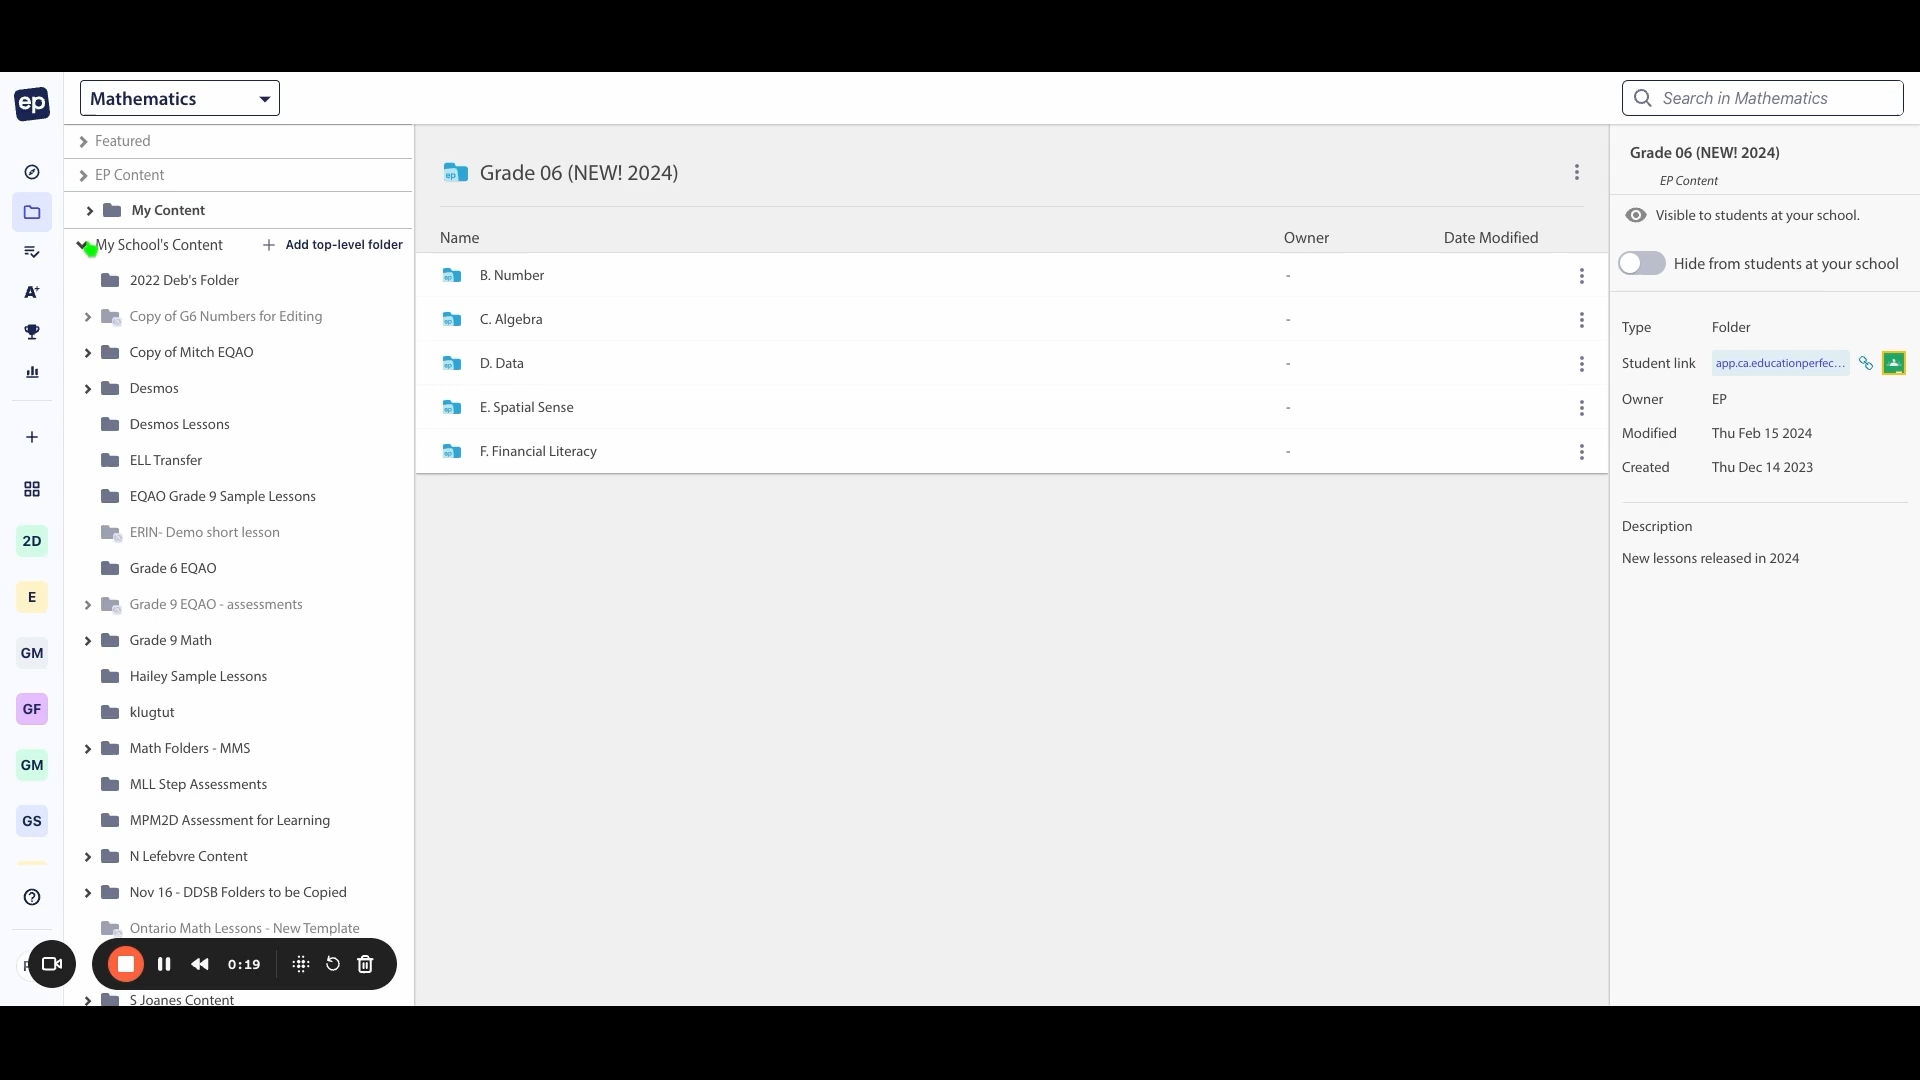 ep
Mathematics
Search in Mathematics
Featured
EP Content
My Content
My School's Content
Add top-level folder
2022 Deb's Folder
Copy of G6 Numbers for Editing
Copy of Mitch EQAO
Desmos
Desmos Lessons
ELL Transfer
EQAO Grade 9 Sample Lessons
ERIN- Demo short lesson
Grade 6 EQAO
Grade 9 EQAO - assessments
Grade 9 Math
Hailey Sample Lessons
klugtut
Math Folders - MMS
MLL Step Assessments
MPM2D Assessment for Learning
N Lefebvre Content
Nov 16 - DDSB Folders to be Copied
Ontario Math Lessons - New Template
S Joanes Content
A+
2D
E
GM
GF
GM
GS
0:19
Grade 06 (NEW! 2024)
Name Owner Date Modified
B. Number -
C. Algebra -
D. Data -
E. Spatial Sense -
F. Financial Literacy -
Grade 06 (NEW! 2024)
EP Content
Visible to students at your school.
Hide from students at your school
Type Folder
Student link app.ca.educationperfec...
Owner EP
Modified Thu Feb 15 2024
Created Thu Dec 14 2023
Description
New lessons released in 2024